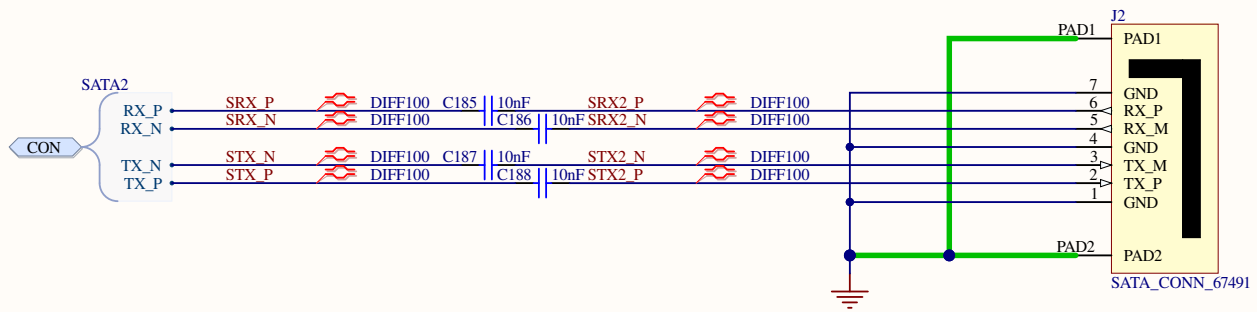 J2
PAD1 PAD1
SATA2
7 GND
RX_P SRX_P DIFF100 C185 10nF SRX2_P DIFF100 6 RX_P
RX_N SRX_N DIFF100 C186 10nF SRX2_N DIFF100 5 RX_M
CON 4 GND
TX_N STX_N DIFF100 C187 10nF STX2_N DIFF100 3 TX_M
TX_P STX_P DIFF100 C188 10nF STX2_P DIFF100 2 TX_P
1 GND
PAD2 PAD2
SATA_CONN_67491